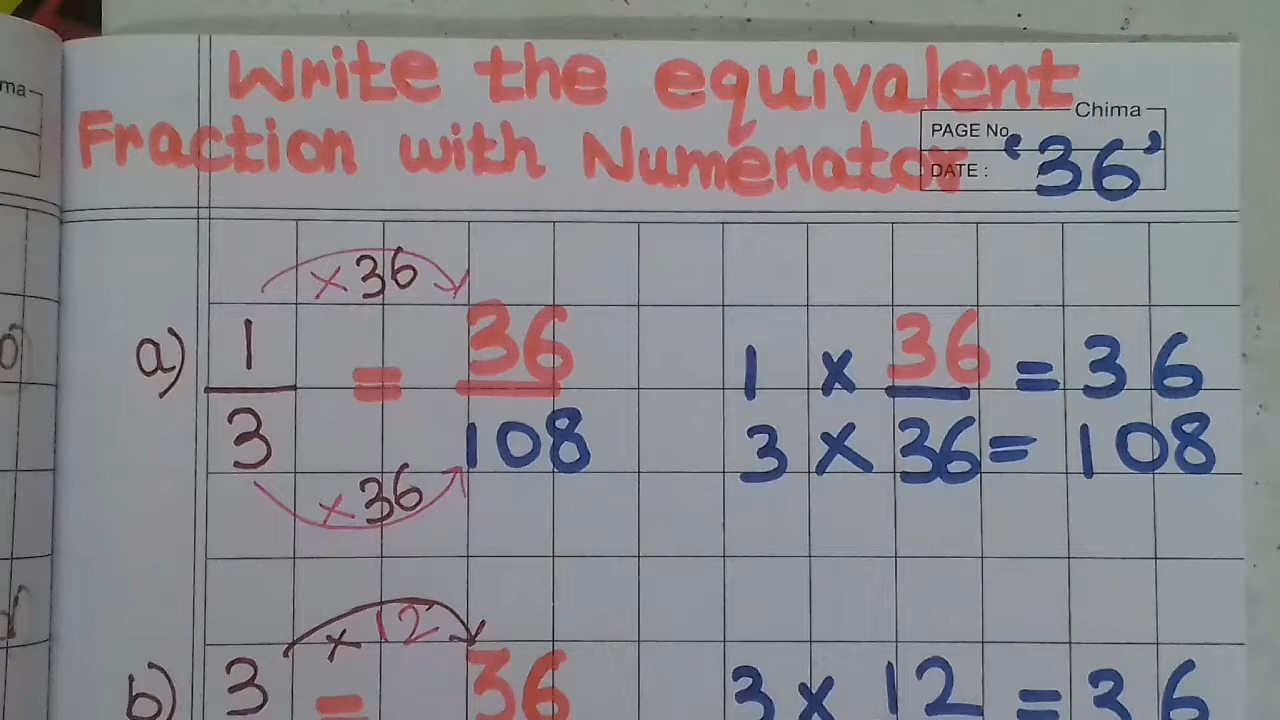 Write the equivalent
Chima
PAGE No.
Fraction with Numerator '36'
DATE :
×36
a) 1/3 = 36/108
1 × 36 = 36
3 × 36 = 108
×36
×12
b) 3 = 36
3 × 12 = 36
ma